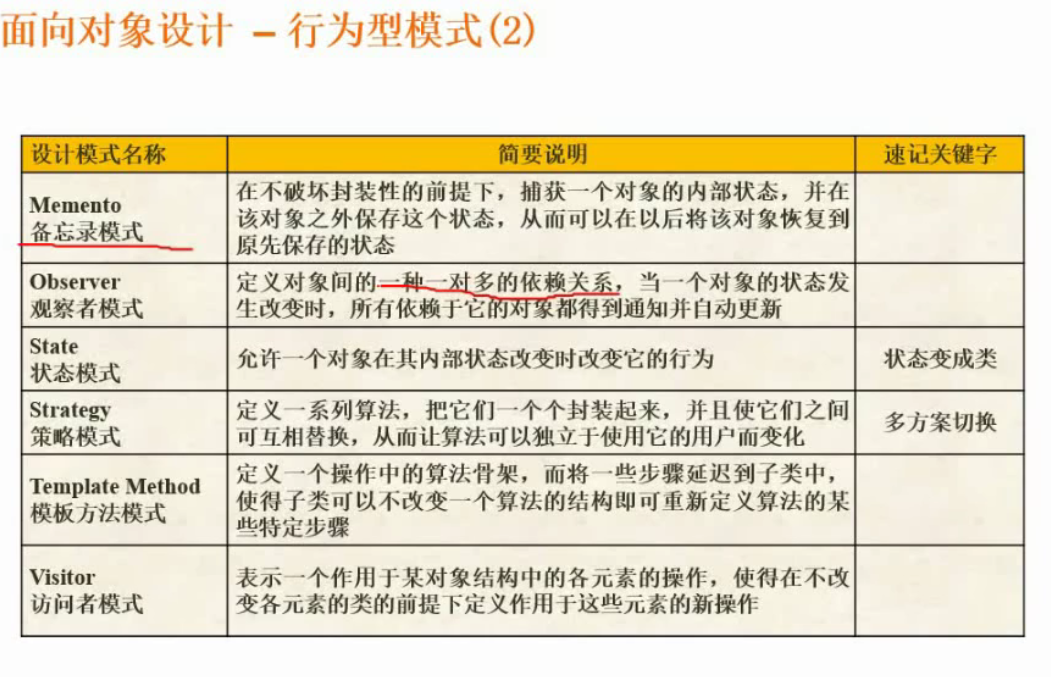 面向对象设计 – 行为型模式(2)
设计模式名称
简要说明
速记关键字
Memento
备忘录模式
在不破坏封装性的前提下，捕获一个对象的内部状态，并在
该对象之外保存这个状态，从而可以在以后将该对象恢复到
原先保存的状态
Observer
观察者模式
定义对象间的一种一对多的依赖关系，当一个对象的状态发
生改变时，所有依赖于它的对象都得到通知并自动更新
State
状态模式
允许一个对象在其内部状态改变时改变它的行为
状态变成类
Strategy
策略模式
定义一系列算法，把它们一个个封装起来，并且使它们之间
可互相替换，从而让算法可以独立于使用它的用户而变化
多方案切换
Template Method
模板方法模式
定义一个操作中的算法骨架，而将一些步骤延迟到子类中，
使得子类可以不改变一个算法的结构即可重新定义算法的某
些特定步骤
Visitor
访问者模式
表示一个作用于某对象结构中的各元素的操作，使得在不改
变各元素的类的前提下定义作用于这些元素的新操作